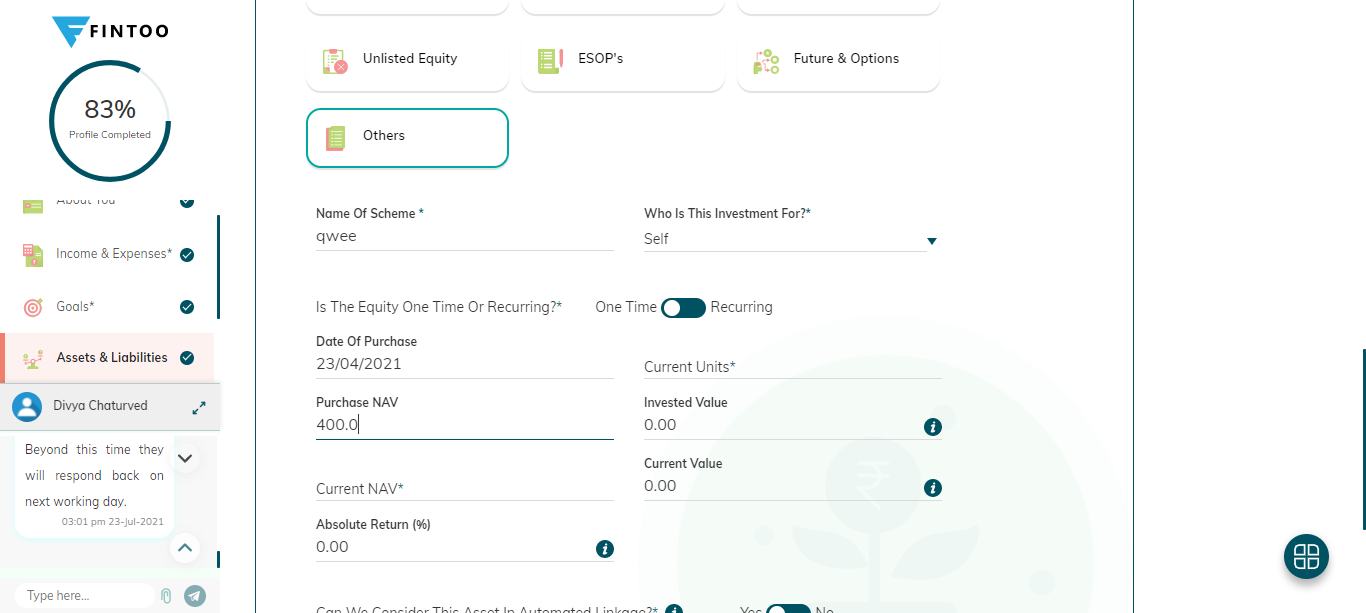 FINTOO
83%
Profile Completed
About You
Income & Expenses*
Goals*
Assets & Liabilities
Divya Chaturved
Beyond this time they
will respond back on
next working day.
03:01 pm 23-Jul-2021
Type here...
Unlisted Equity
ESOP's
Future & Options
Others
Name Of Scheme *
qwee
Who Is This Investment For?*
Self
Is The Equity One Time Or Recurring?* One Time Recurring
Date Of Purchase
23/04/2021
Current Units*
Purchase NAV
400.0
Invested Value
0.00
Current NAV*
Current Value
0.00
Absolute Return (%)
0.00
Can We Consider This Asset In Automated Linkage?* Yes No